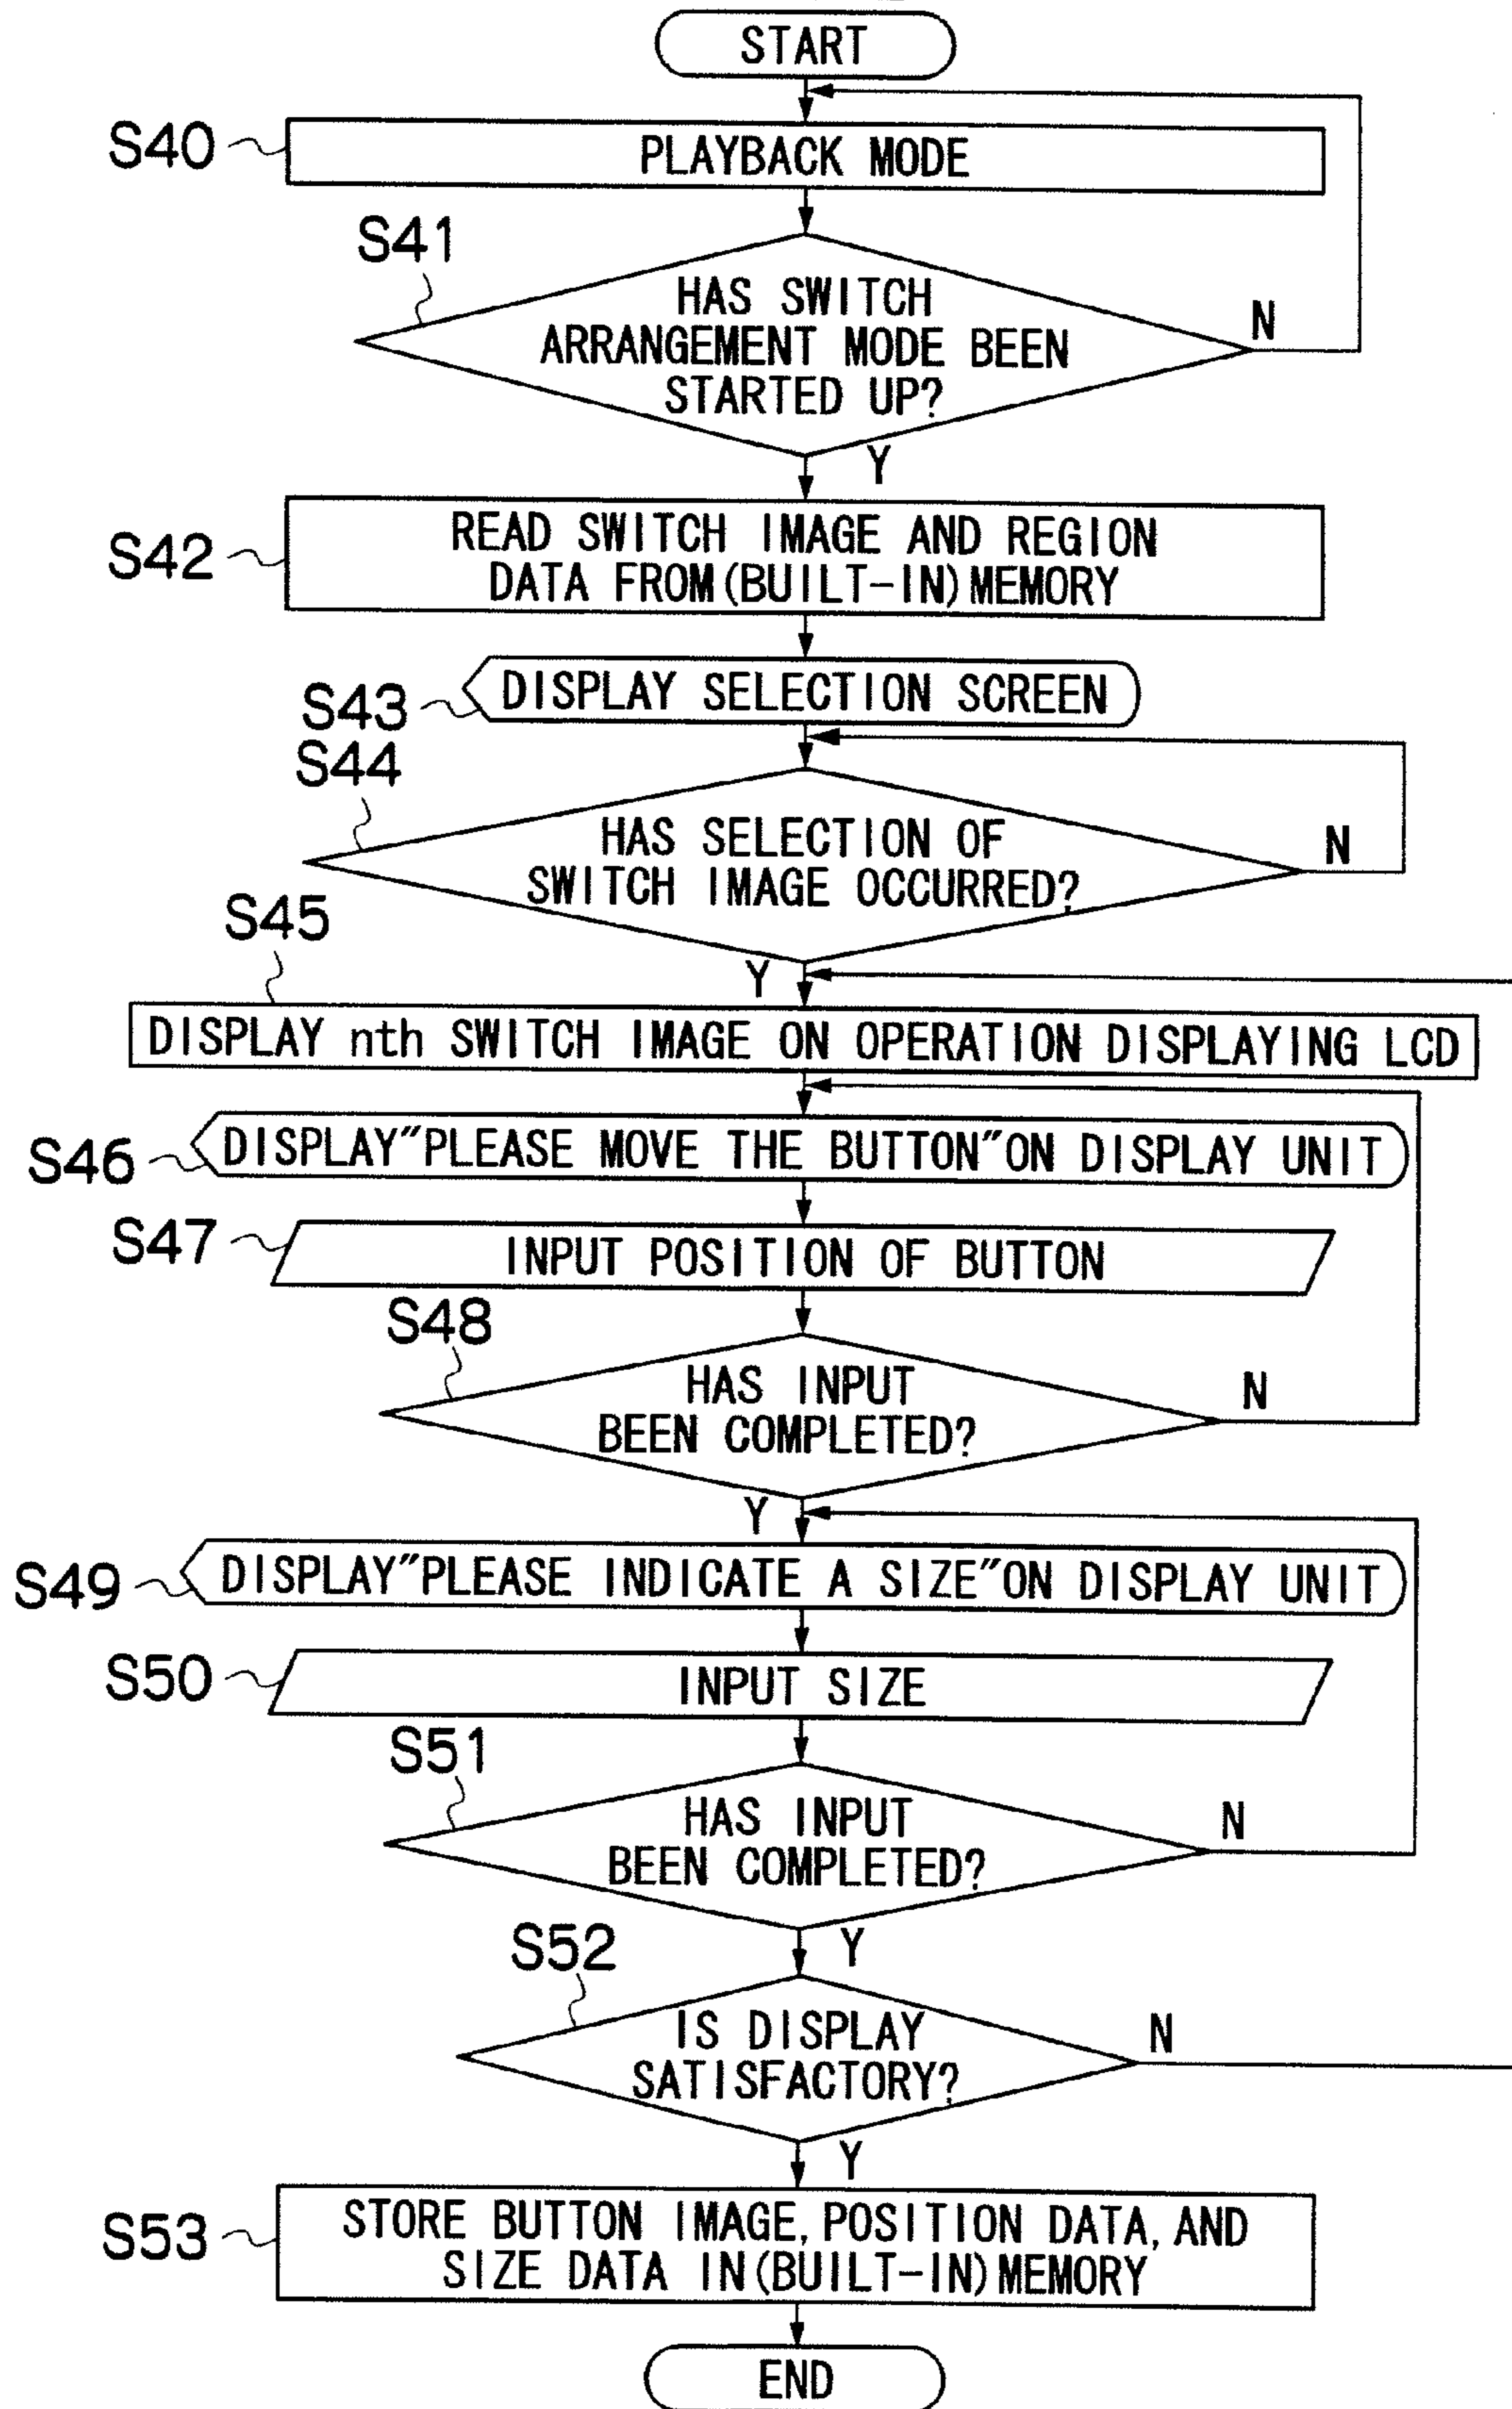 START
S40
PLAYBACK MODE
S41
HAS SWITCH
ARRANGEMENT MODE BEEN
STARTED UP?
N
Y
S42
READ SWITCH IMAGE AND REGION
DATA FROM (BUILT-IN) MEMORY
S43
DISPLAY SELECTION SCREEN
S44
HAS SELECTION OF
SWITCH IMAGE OCCURRED?
N
Y
S45
DISPLAY nth SWITCH IMAGE ON OPERATION DISPLAYING LCD
S46
DISPLAY"PLEASE MOVE THE BUTTON"ON DISPLAY UNIT
S47
INPUT POSITION OF BUTTON
S48
HAS INPUT
BEEN COMPLETED?
N
Y
S49
DISPLAY"PLEASE INDICATE A SIZE"ON DISPLAY UNIT
S50
INPUT SIZE
S51
HAS INPUT
BEEN COMPLETED?
N
Y
S52
IS DISPLAY
SATISFACTORY?
N
Y
S53
STORE BUTTON IMAGE, POSITION DATA, AND
SIZE DATA IN (BUILT-IN) MEMORY
END